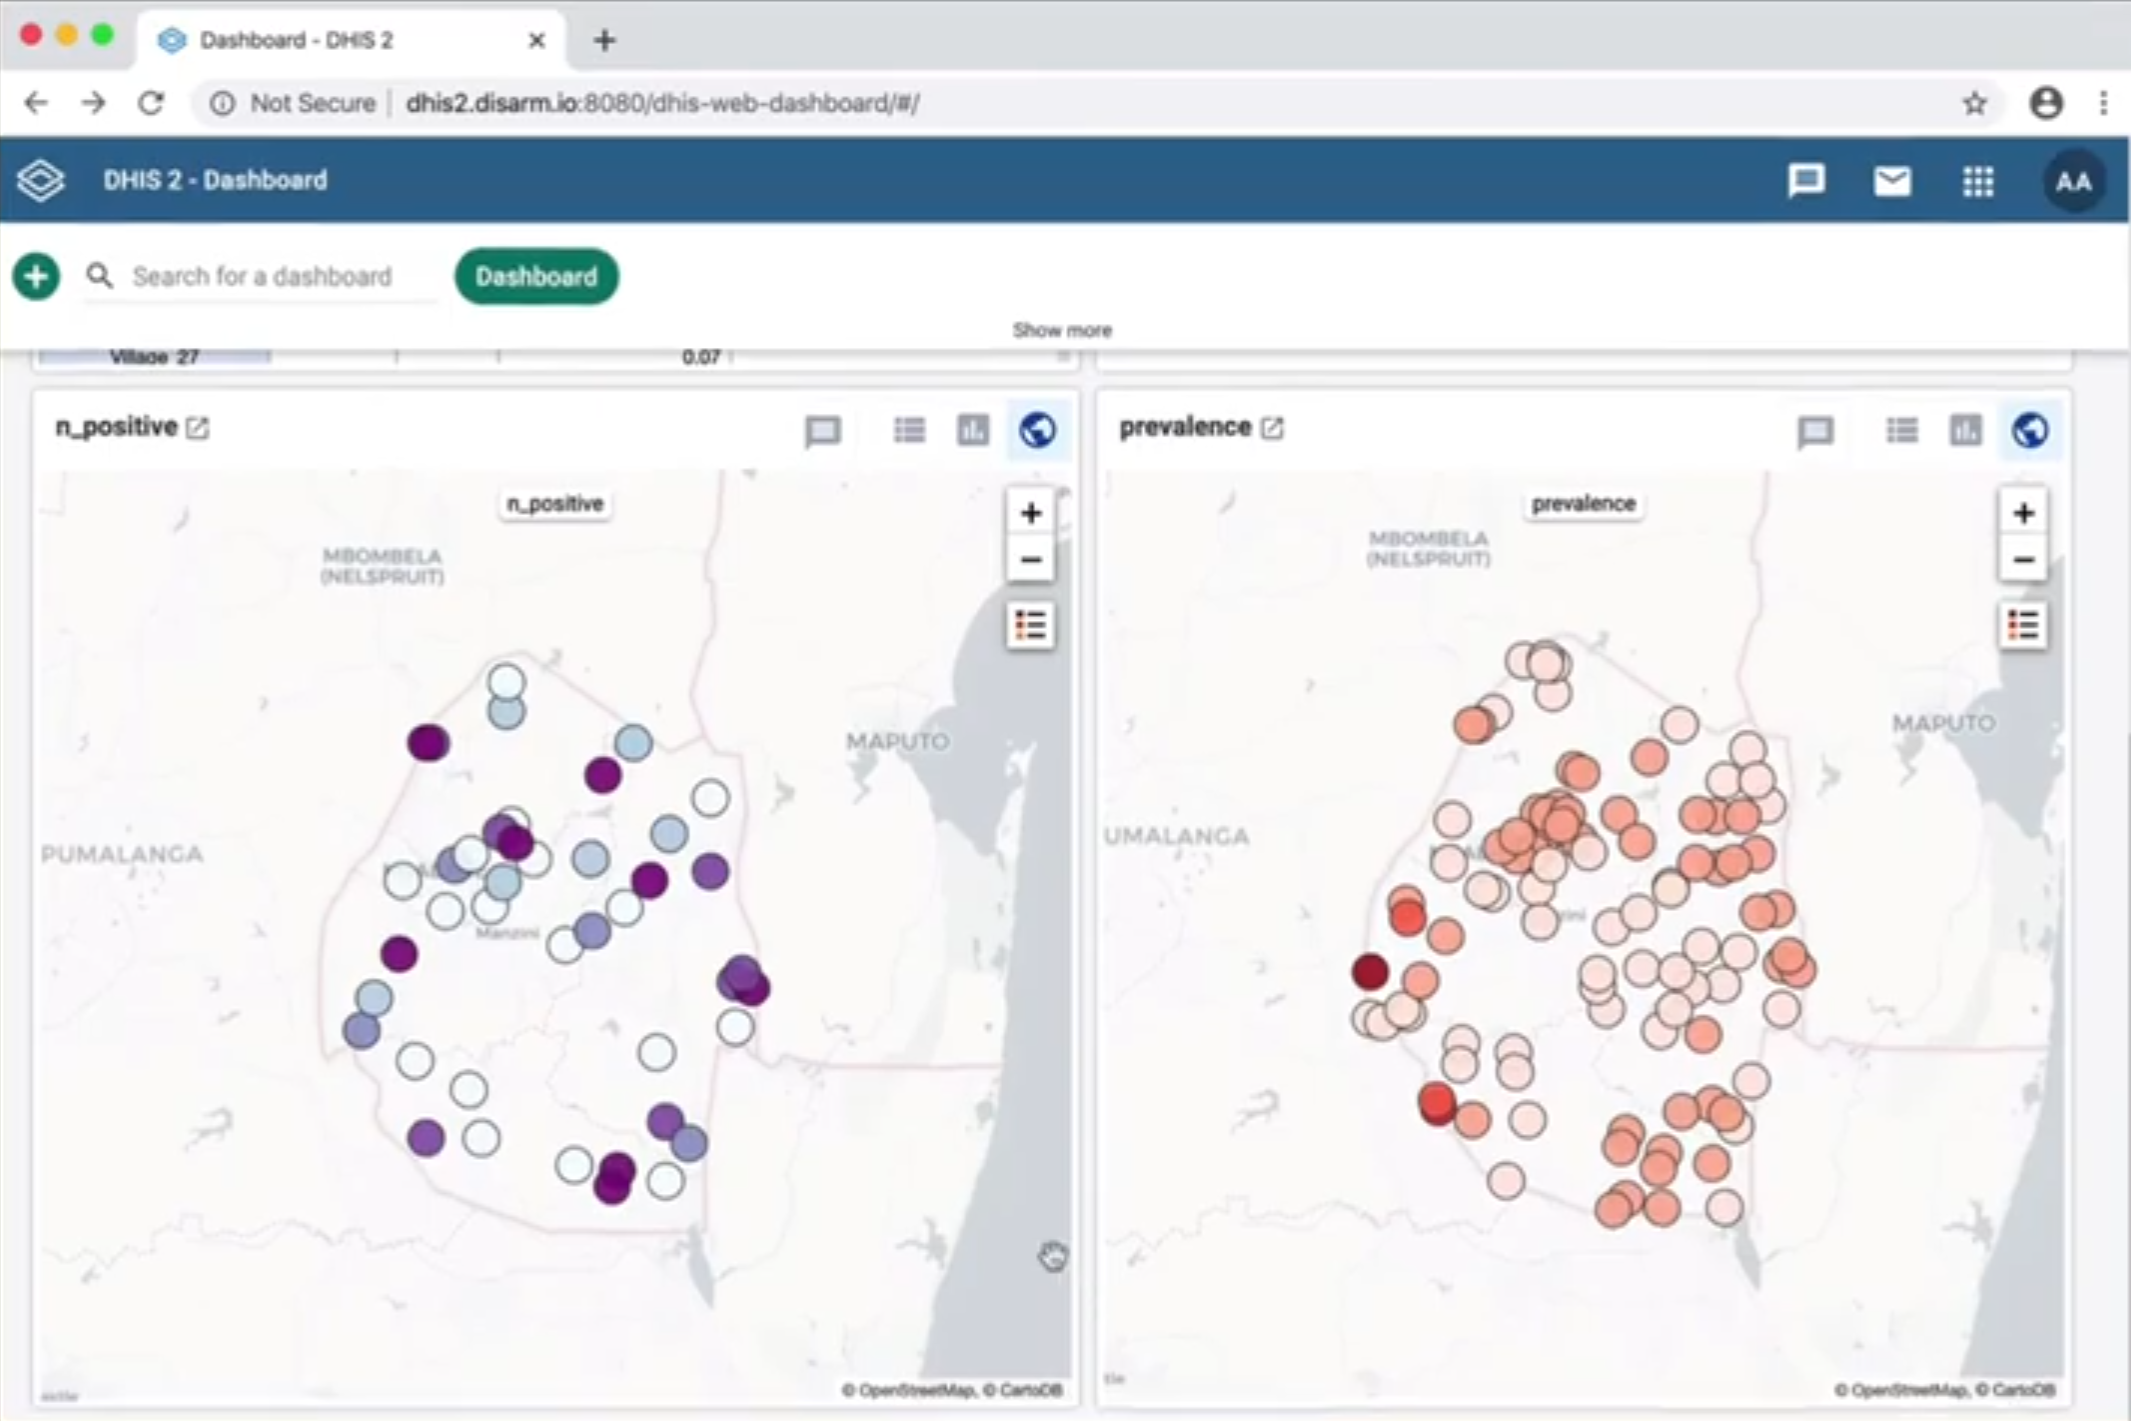 Dashboard - DHIS 2
Not Secure | dhis2.disarm.io:8080/dhis-web-dashboard/#/
DHIS 2 - Dashboard
AA
Search for a dashboard
Dashboard
Show more
Village 27 0.07
n_positive
n_positive
MBOMBELA
(NELSPRUIT)
MAPUTO
PUMALANGA
Manzini
© OpenStreetMap, © CartoDB
prevalence
prevalence
MBOMBELA
(NELSPRUIT)
MAPUTO
UMALANGA
zini
© OpenStreetMap, © CartoDB